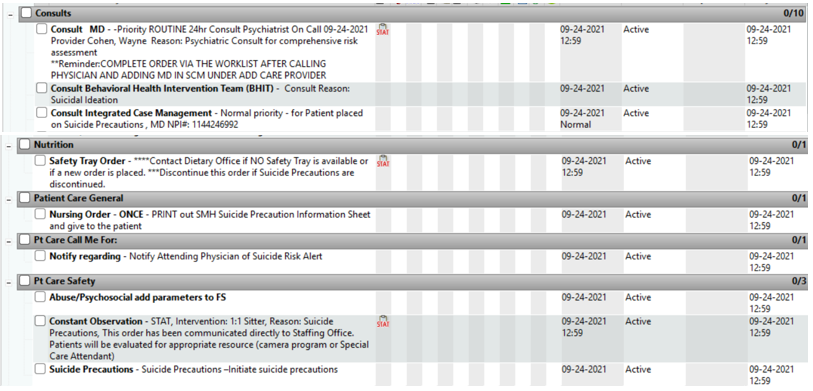 Consults 0/10
Consult MD - -Priority ROUTINE 24hr Consult Psychiatrist On Call 09-24-2021 STAT 09-24-2021 Active 09-24-2021
Provider Cohen, Wayne Reason: Psychiatric Consult for comprehensive risk 12:59 12:59
assessment
**Reminder:COMPLETE ORDER VIA THE WORKLIST AFTER CALLING
PHYSICIAN AND ADDING MD IN SCM UNDER ADD CARE PROVIDER
Consult Behavioral Health Intervention Team (BHIT) - Consult Reason: 09-24-2021 Active 09-24-2021
Suicidal Ideation 12:59
Consult Integrated Case Management - Normal priority - for Patient placed 09-24-2021 Active 09-24-2021
on Suicide Precautions , MD NPI#: 1144246992 Normal 12:59
Nutrition 0/1
Safety Tray Order - ****Contact Dietary Office if NO Safety Tray is available or STAT 09-24-2021 Active 09-24-2021
if a new order is placed. ***Discontinue this order if Suicide Precautions are 12:59 12:59
discontinued.
Patient Care General 0/1
Nursing Order - ONCE - PRINT out SMH Suicide Precaution Information Sheet 09-24-2021 Active 09-24-2021
and give to the patient 12:59
Pt Care Call Me For: 0/1
Notify regarding - Notify Attending Physician of Suicide Risk Alert 09-24-2021 Active 09-24-2021
12:59
Pt Care Safety 0/3
Abuse/Psychosocial add parameters to FS 09-24-2021 Active 09-24-2021
12:59
Constant Observation - STAT, Intervention: 1:1 Sitter, Reason: Suicide STAT 09-24-2021 Active 09-24-2021
Precautions, This order has been communicated directly to Staffing Office. 12:59 12:59
Patients will be evaluated for appropriate resource (camera program or Special
Care Attendant)
Suicide Precautions - Suicide Precautions –Initiate suicide precautions 09-24-2021 Active 09-24-2021
12:59